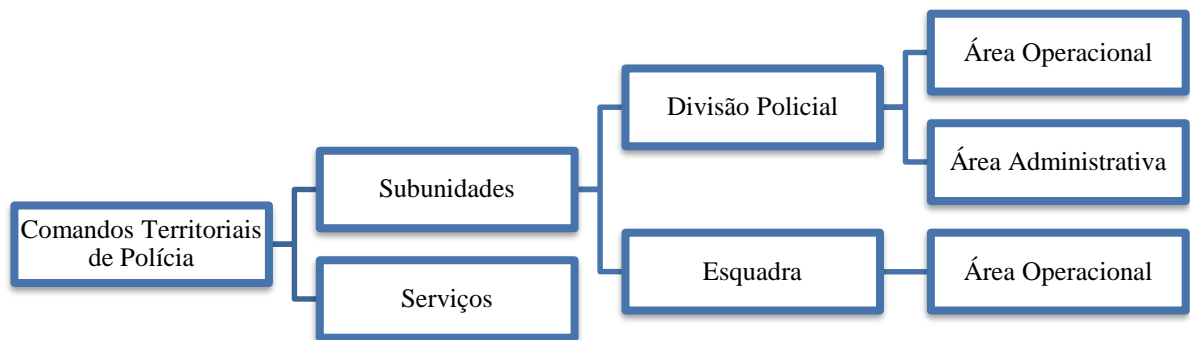 Comandos Territoriais
de Polícia
Subunidades
Serviços
Divisão Policial
Esquadra
Área Operacional
Área Administrativa
Área Operacional